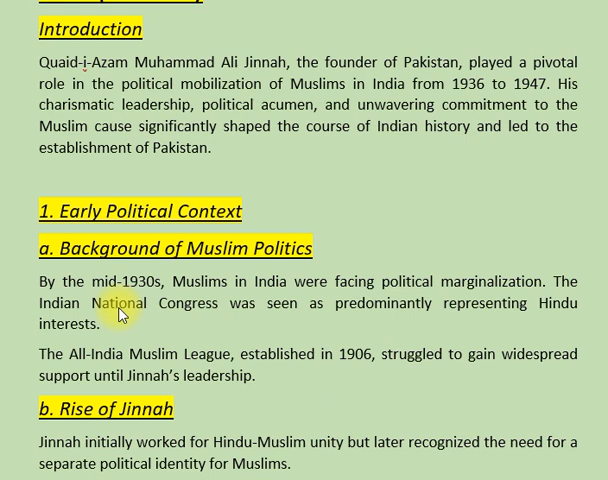 Introduction
Quaid-i-Azam Muhammad Ali Jinnah, the founder of Pakistan, played a pivotal
role in the political mobilization of Muslims in India from 1936 to 1947. His
charismatic leadership, political acumen, and unwavering commitment to the
Muslim cause significantly shaped the course of Indian history and led to the
establishment of Pakistan.
1. Early Political Context
a. Background of Muslim Politics
By the mid-1930s, Muslims in India were facing political marginalization. The
Indian National Congress was seen as predominantly representing Hindu
interests.
The All-India Muslim League, established in 1906, struggled to gain widespread
support until Jinnah’s leadership.
b. Rise of Jinnah
Jinnah initially worked for Hindu-Muslim unity but later recognized the need for a
separate political identity for Muslims.